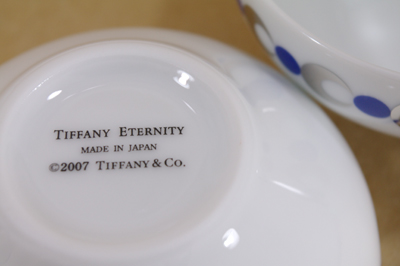 TIFFANY ETERNITY
MADE IN JAPAN
©2007 TIFFANY & CO.